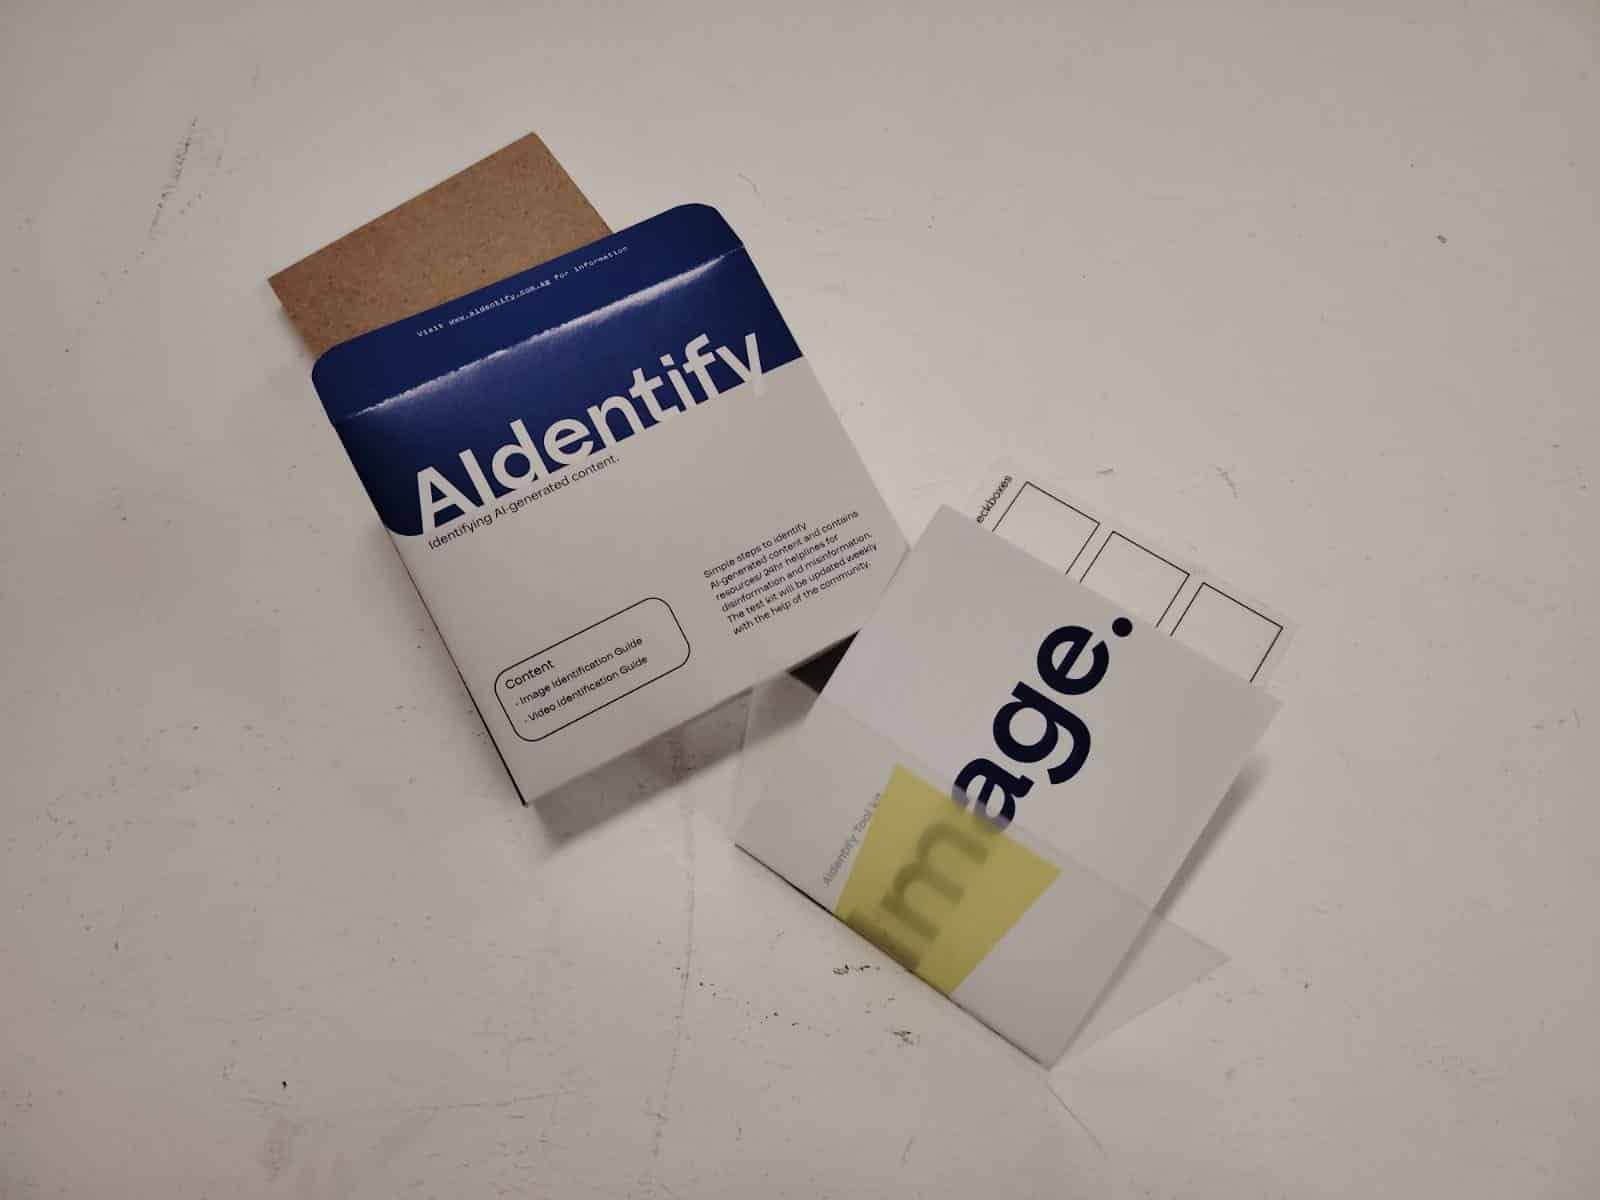 Visit www.aidentify.com.sg for information
AIdentify
Identifying AI-generated content.
Simple steps to identify
AI-generated content and contains
resources/ 24hr helplines for
disinformation and misinformation.
The test kit will be updated weekly
with the help of the community.
Content
- Image Identification Guide
- Video Identification Guide
eckboxes
image.
AIdentify Tool kit